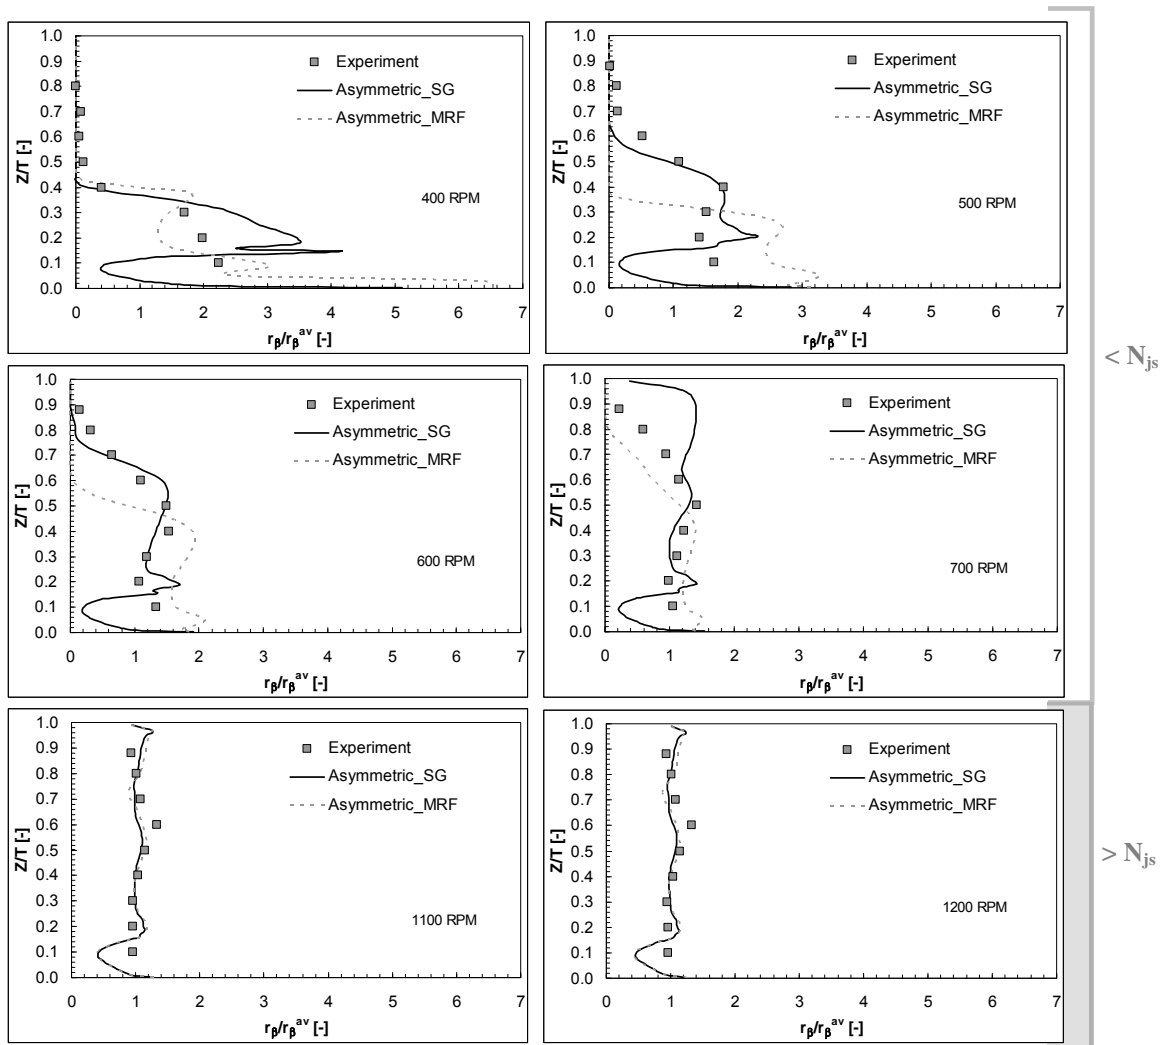 1.0
0.9
0.8
0.7
0.6
0.5
0.4
0.3
0.2
0.1
0.0
Z/T [-]
Experiment
Asymmetric_SG
Asymmetric_MRF
400 RPM
0 1 2 3 4 5 6 7
rβ/rβav [-]
1.0
0.9
0.8
0.7
0.6
0.5
0.4
0.3
0.2
0.1
0.0
Z/T [-]
Experiment
Asymmetric_SG
Asymmetric_MRF
500 RPM
0 1 2 3 4 5 6 7
rβ/rβav [-]
< Njs
1.0
0.9
0.8
0.7
0.6
0.5
0.4
0.3
0.2
0.1
0.0
Z/T [-]
Experiment
Asymmetric_SG
Asymmetric_MRF
600 RPM
0 1 2 3 4 5 6 7
rβ/rβav [-]
1.0
0.9
0.8
0.7
0.6
0.5
0.4
0.3
0.2
0.1
0.0
Z/T [-]
Experiment
Asymmetric_SG
Asymmetric_MRF
700 RPM
0 1 2 3 4 5 6 7
rβ/rβav [-]
1.0
0.9
0.8
0.7
0.6
0.5
0.4
0.3
0.2
0.1
0.0
Z/T [-]
Experiment
Asymmetric_SG
Asymmetric_MRF
1100 RPM
0 1 2 3 4 5 6 7
rβ/rβav [-]
1.0
0.9
0.8
0.7
0.6
0.5
0.4
0.3
0.2
0.1
0.0
Z/T [-]
Experiment
Asymmetric_SG
Asymmetric_MRF
1200 RPM
0 1 2 3 4 5 6 7
rβ/rβav [-]
> Njs